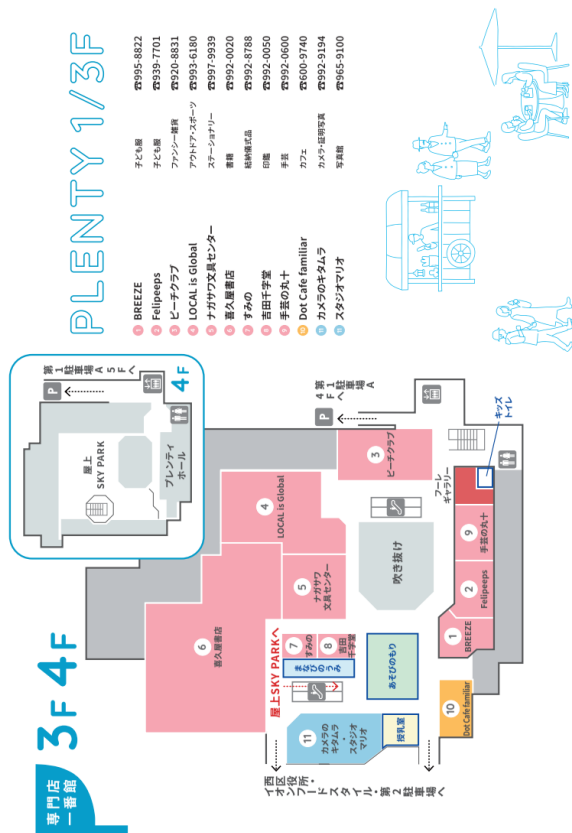 専門店
一番館
3F 4F
PLENTY 1/3F
1 BREEZE 子ども服 ☎995-8822
2 Felipeeps 子ども服 ☎939-7701
3 ピーチクラブ ファンシー雑貨 ☎920-8831
4 LOCAL is Global アウトドア・スポーツ ☎993-6180
5 ナガサワ文具センター ステーショナリー ☎997-9939
6 喜久屋書店 書籍 ☎992-0020
7 すみの 結納儀式品 ☎992-8788
8 吉田千字堂 印鑑 ☎992-0050
9 手芸の丸十 手芸 ☎992-0600
10 Dot Cafe familiar カフェ ☎600-9740
11 カメラのキタムラ カメラ・証明写真 ☎992-9194
11 スタジオマリオ 写真館 ☎965-9100
4F
第1駐車場A
5Fへ
P
屋上
SKY PARK
プレンティ
ホール
第1駐車場A
4Fへ
P
3
ピーチクラブ
4
LOCAL is Global
5
ナガサワ
文具センター
6
喜久屋書店
屋上SKY PARKへ
7
すみの
8
吉田
千字堂
まなびのうみ
吹き抜け
あそびのもり
キッズ
トイレ
フーレ
ギャラリー
9
手芸の丸十
2
Felipeeps
1
BREEZE
10
Dot Cafe familiar
授乳室
11
カメラの
キタムラ
・
スタジオ
マリオ
西区役所・
イオンフードスタイル・第2駐車場へ